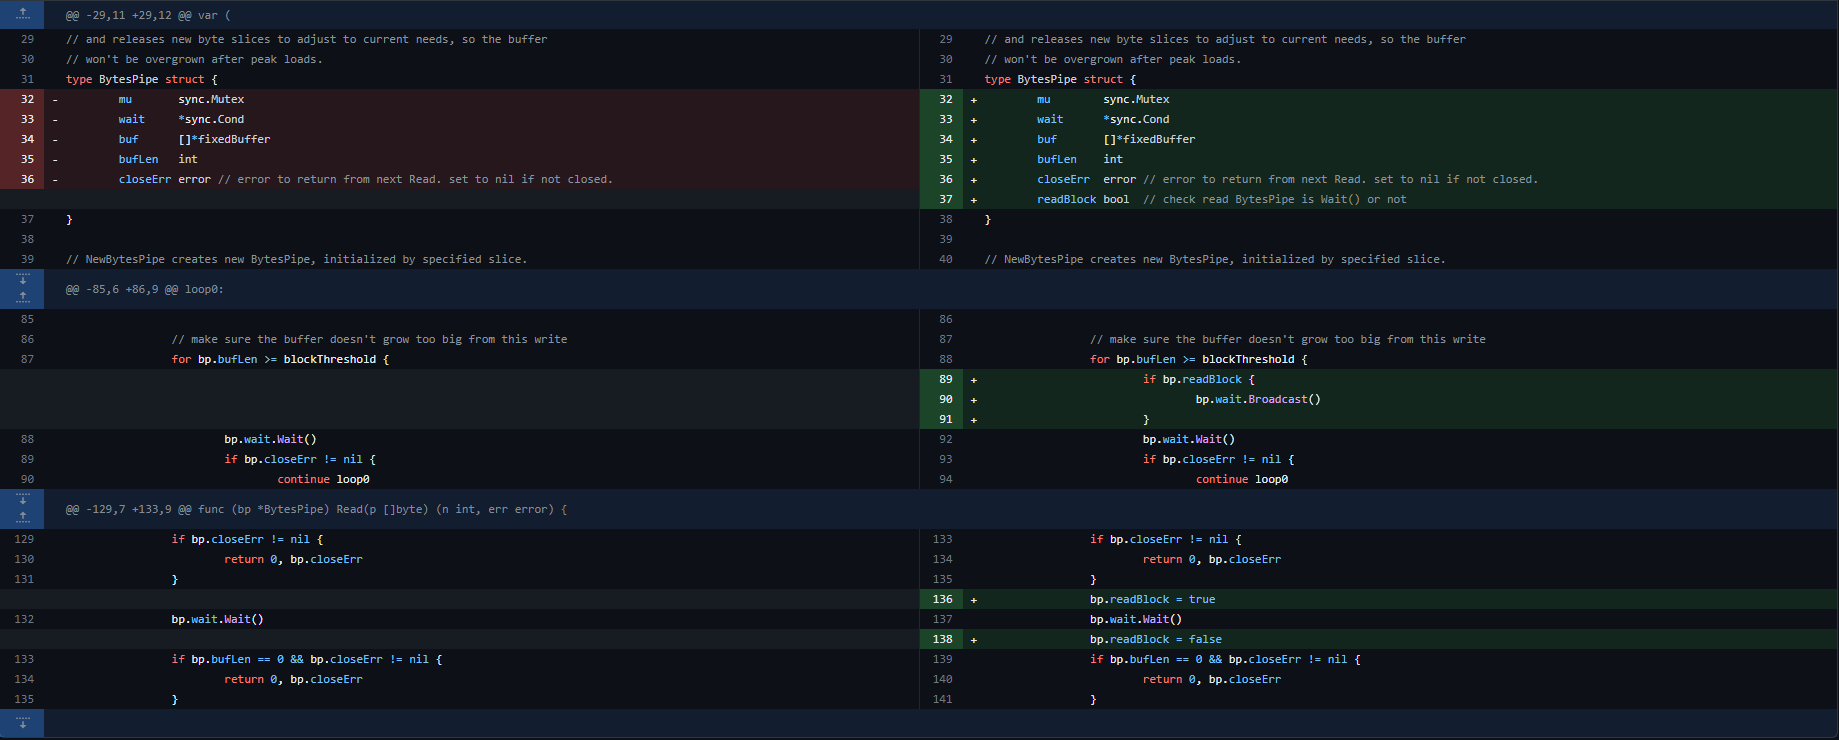 @@ -29,11 +29,12 @@ var (
29 // and releases new byte slices to adjust to current needs, so the buffer
30 // won't be overgrown after peak loads.
31 type BytesPipe struct {
32 - mu sync.Mutex
33 - wait *sync.Cond
34 - buf []*fixedBuffer
35 - bufLen int
36 - closeErr error // error to return from next Read. set to nil if not closed.
37 }
38
39 // NewBytesPipe creates new BytesPipe, initialized by specified slice.
29 // and releases new byte slices to adjust to current needs, so the buffer
30 // won't be overgrown after peak loads.
31 type BytesPipe struct {
32 + mu sync.Mutex
33 + wait *sync.Cond
34 + buf []*fixedBuffer
35 + bufLen int
36 + closeErr error // error to return from next Read. set to nil if not closed.
37 + readBlock bool // check read BytesPipe is Wait() or not
38 }
39
40 // NewBytesPipe creates new BytesPipe, initialized by specified slice.
@@ -85,6 +86,9 @@ loop0:
85
86 // make sure the buffer doesn't grow too big from this write
87 for bp.bufLen >= blockThreshold {
88 bp.wait.Wait()
89 if bp.closeErr != nil {
90 continue loop0
86
87 // make sure the buffer doesn't grow too big from this write
88 for bp.bufLen >= blockThreshold {
89 + if bp.readBlock {
90 + bp.wait.Broadcast()
91 + }
92 bp.wait.Wait()
93 if bp.closeErr != nil {
94 continue loop0
@@ -129,7 +133,9 @@ func (bp *BytesPipe) Read(p []byte) (n int, err error) {
129 if bp.closeErr != nil {
130 return 0, bp.closeErr
131 }
132 bp.wait.Wait()
133 if bp.bufLen == 0 && bp.closeErr != nil {
134 return 0, bp.closeErr
135 }
133 if bp.closeErr != nil {
134 return 0, bp.closeErr
135 }
136 + bp.readBlock = true
137 bp.wait.Wait()
138 + bp.readBlock = false
139 if bp.bufLen == 0 && bp.closeErr != nil {
140 return 0, bp.closeErr
141 }